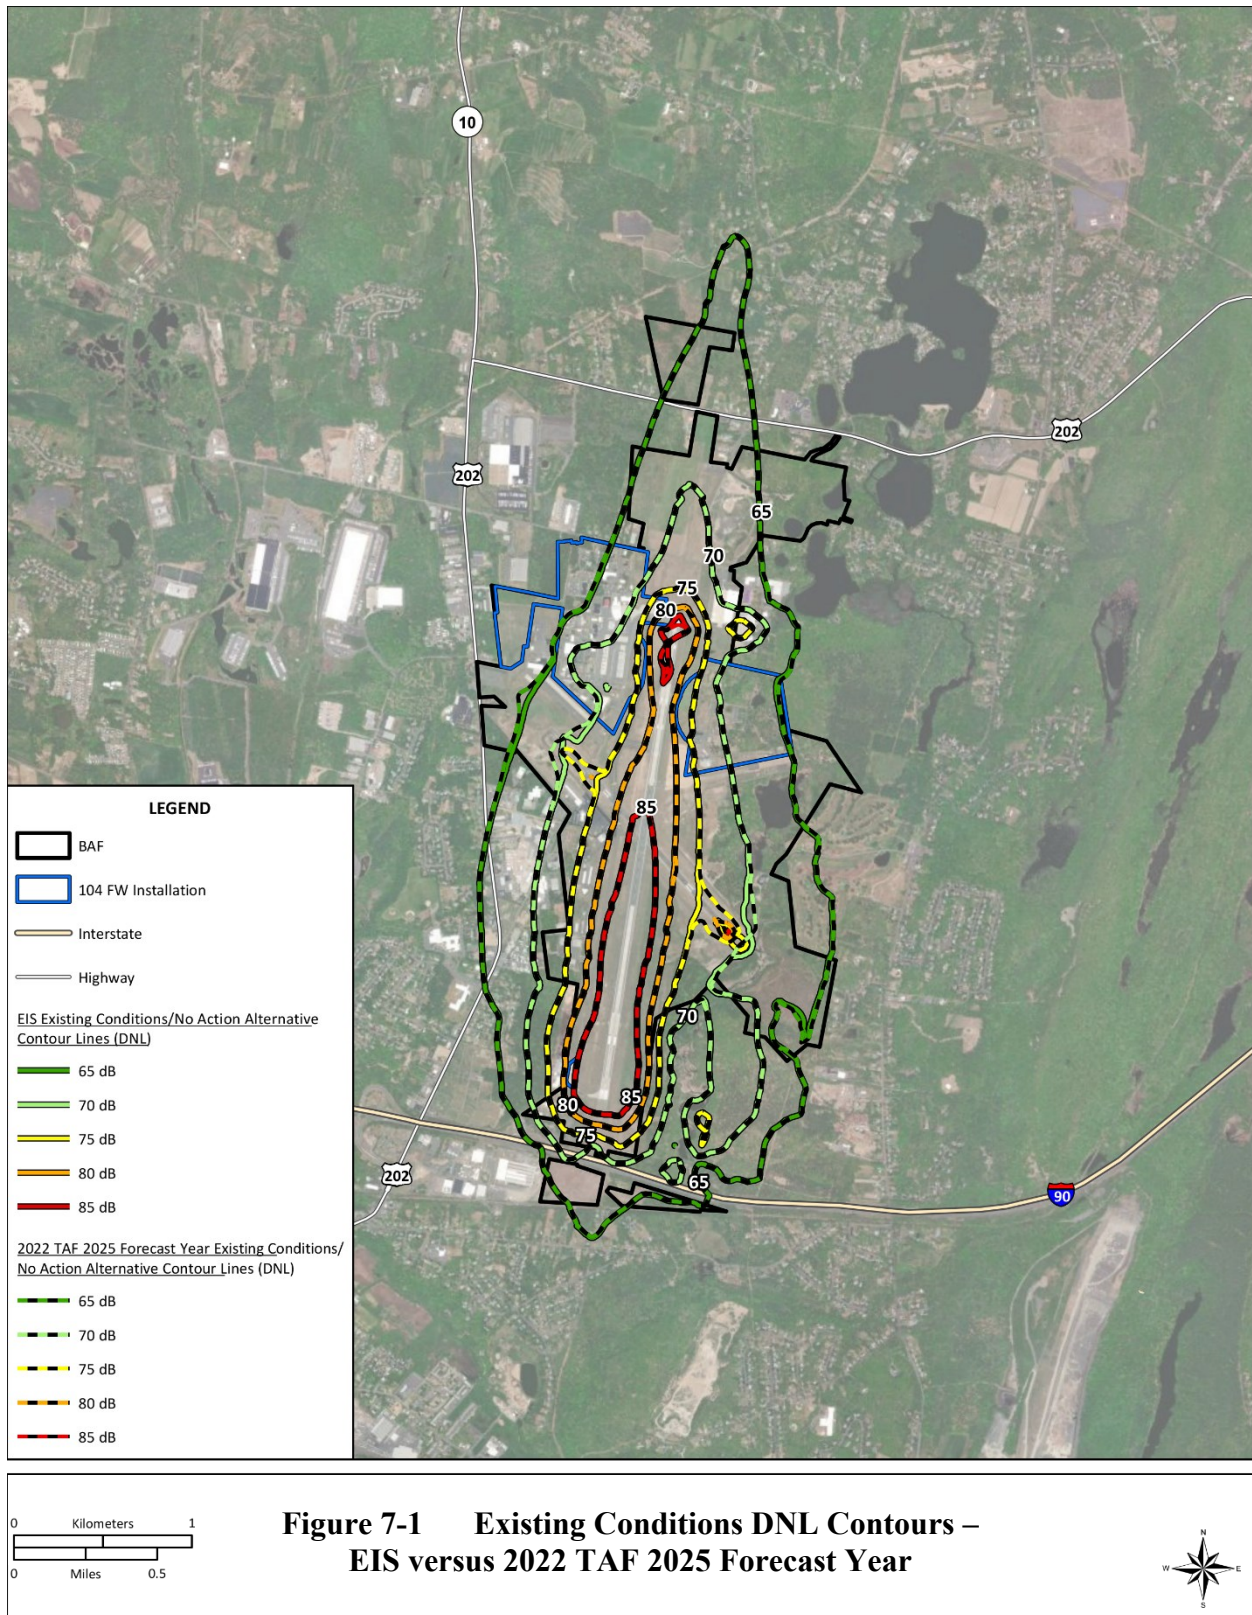 10
202
202
65
70
75
80
85
70
80
85
75
65
202
90
LEGEND
BAF
104 FW Installation
Interstate
Highway
EIS Existing Conditions/No Action Alternative
Contour Lines (DNL)
65 dB
70 dB
75 dB
80 dB
85 dB
2022 TAF 2025 Forecast Year Existing Conditions/
No Action Alternative Contour Lines (DNL)
65 dB
70 dB
75 dB
80 dB
85 dB
0 Kilometers 1
0 Miles 0.5
Figure 7-1 Existing Conditions DNL Contours –
EIS versus 2022 TAF 2025 Forecast Year
N
W E
S